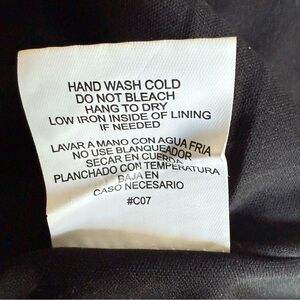 HAND WASH COLD
DO NOT BLEACH
HANG TO DRY
LOW IRON INSIDE OF LINING
IF NEEDED
LAVAR A MANO CON AGUA FRIA
NO USE BLANQUEADOR
SECAR EN CUERDA
PLANCHADO CON TEMPERATURA
BAJA EN
CASO NECESARIO
#C07